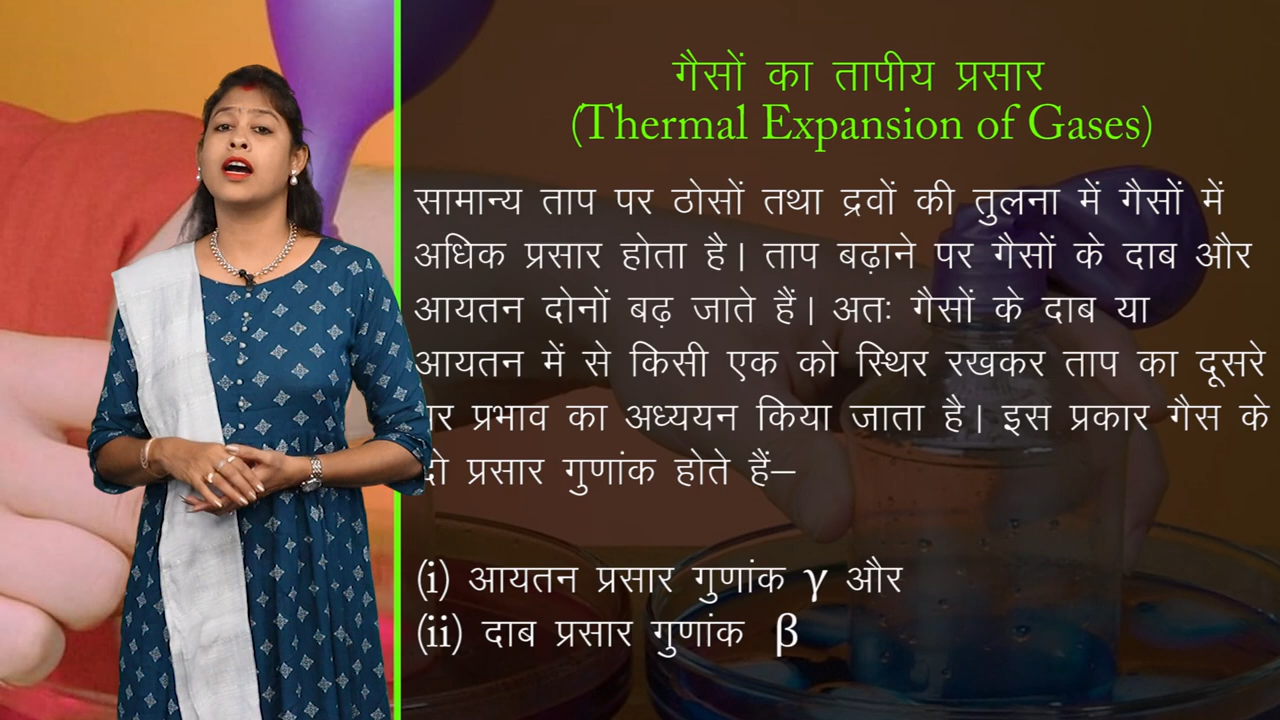 गैसों का तापीय प्रसार
(Thermal Expansion of Gases)
सामान्य ताप पर ठोसों तथा द्रवों की तुलना में गैसों में
अधिक प्रसार होता है। ताप बढ़ाने पर गैसों के दाब और
आयतन दोनों बढ़ जाते हैं। अतः गैसों के दाब या
आयतन में से किसी एक को स्थिर रखकर ताप का दूसरे
पर प्रभाव का अध्ययन किया जाता है। इस प्रकार गैस के
दो प्रसार गुणांक होते हैं–
(i) आयतन प्रसार गुणांक γ और
(ii) दाब प्रसार गुणांक β